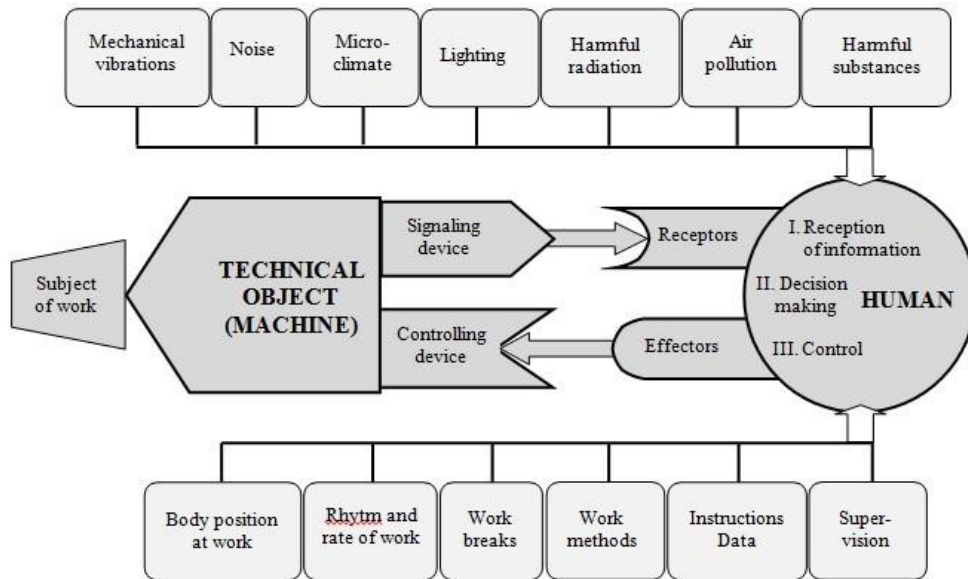 Mechanical
vibrations
Noise
Micro-
climate
Lighting
Harmful
radiation
Air
pollution
Harmful
substances
Subject
of work
TECHNICAL
OBJECT
(MACHINE)
Signaling
device
Controlling
device
Receptors
Effectors
I. Reception
of information
II. Decision
making
HUMAN
III. Control
Body position
at work
Rhytm and
rate of work
Work
breaks
Work
methods
Instructions
Data
Super-
vision